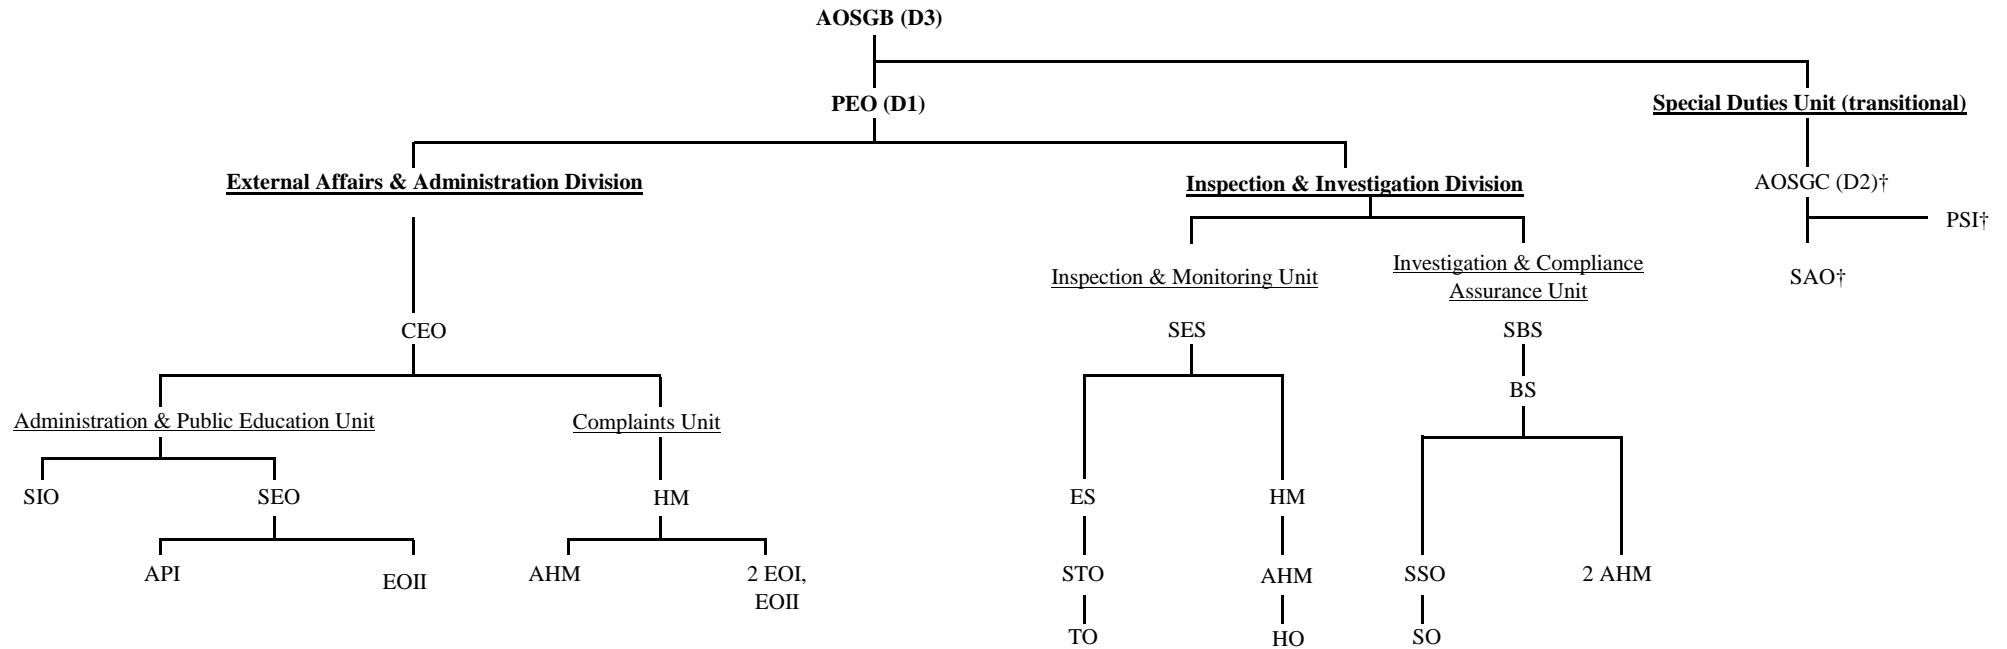 AOSGB (D3)
PEO (D1)
Special Duties Unit (transitional)
External Affairs & Administration Division
Inspection & Investigation Division
AOSGC (D2)†
PSI†
Inspection & Monitoring Unit
Investigation & Compliance
Assurance Unit
SAO†
CEO
SES
SBS
BS
Administration & Public Education Unit
Complaints Unit
SIO
SEO
HM
ES
HM
API
EOII
AHM
2 EOI,
EOII
STO
AHM
SSO
2 AHM
TO
HO
SO